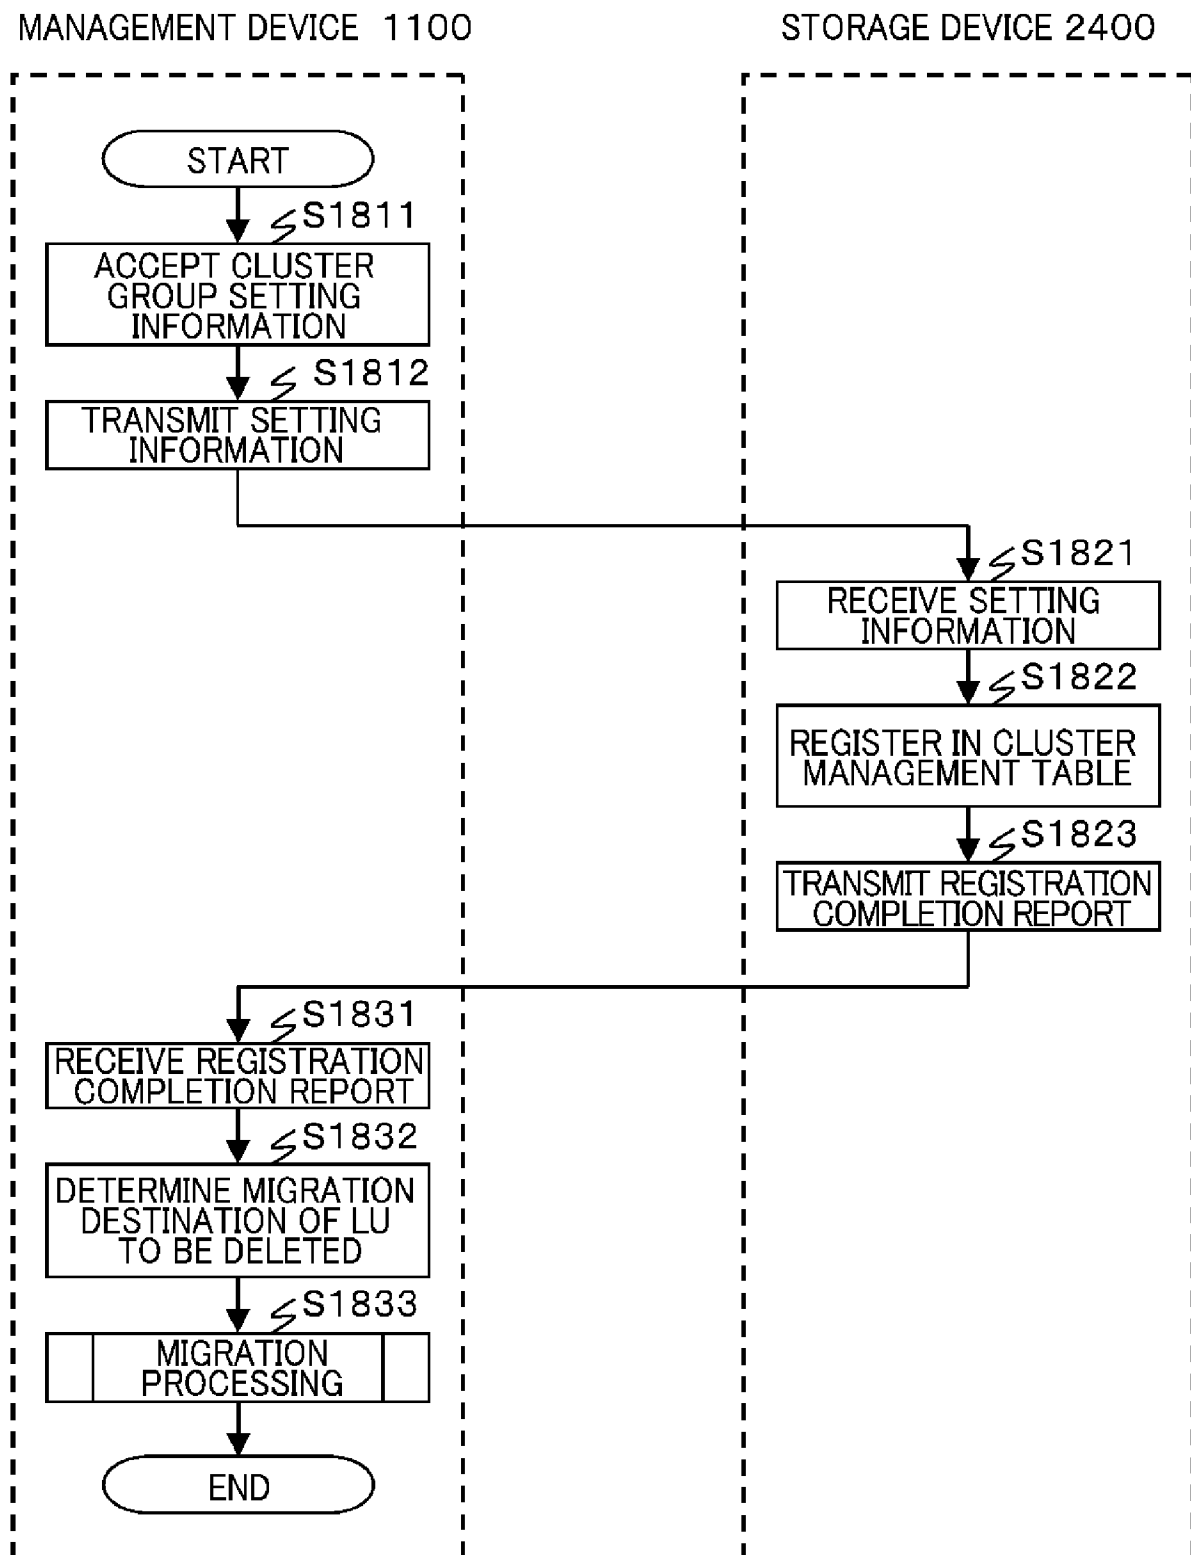 MANAGEMENT DEVICE 1100
STORAGE DEVICE 2400
START
S1811
ACCEPT CLUSTER
GROUP SETTING
INFORMATION
S1812
TRANSMIT SETTING
INFORMATION
S1821
RECEIVE SETTING
INFORMATION
S1822
REGISTER IN CLUSTER
MANAGEMENT TABLE
S1823
TRANSMIT REGISTRATION
COMPLETION REPORT
S1831
RECEIVE REGISTRATION
COMPLETION REPORT
S1832
DETERMINE MIGRATION
DESTINATION OF LU
TO BE DELETED
S1833
MIGRATION
PROCESSING
END